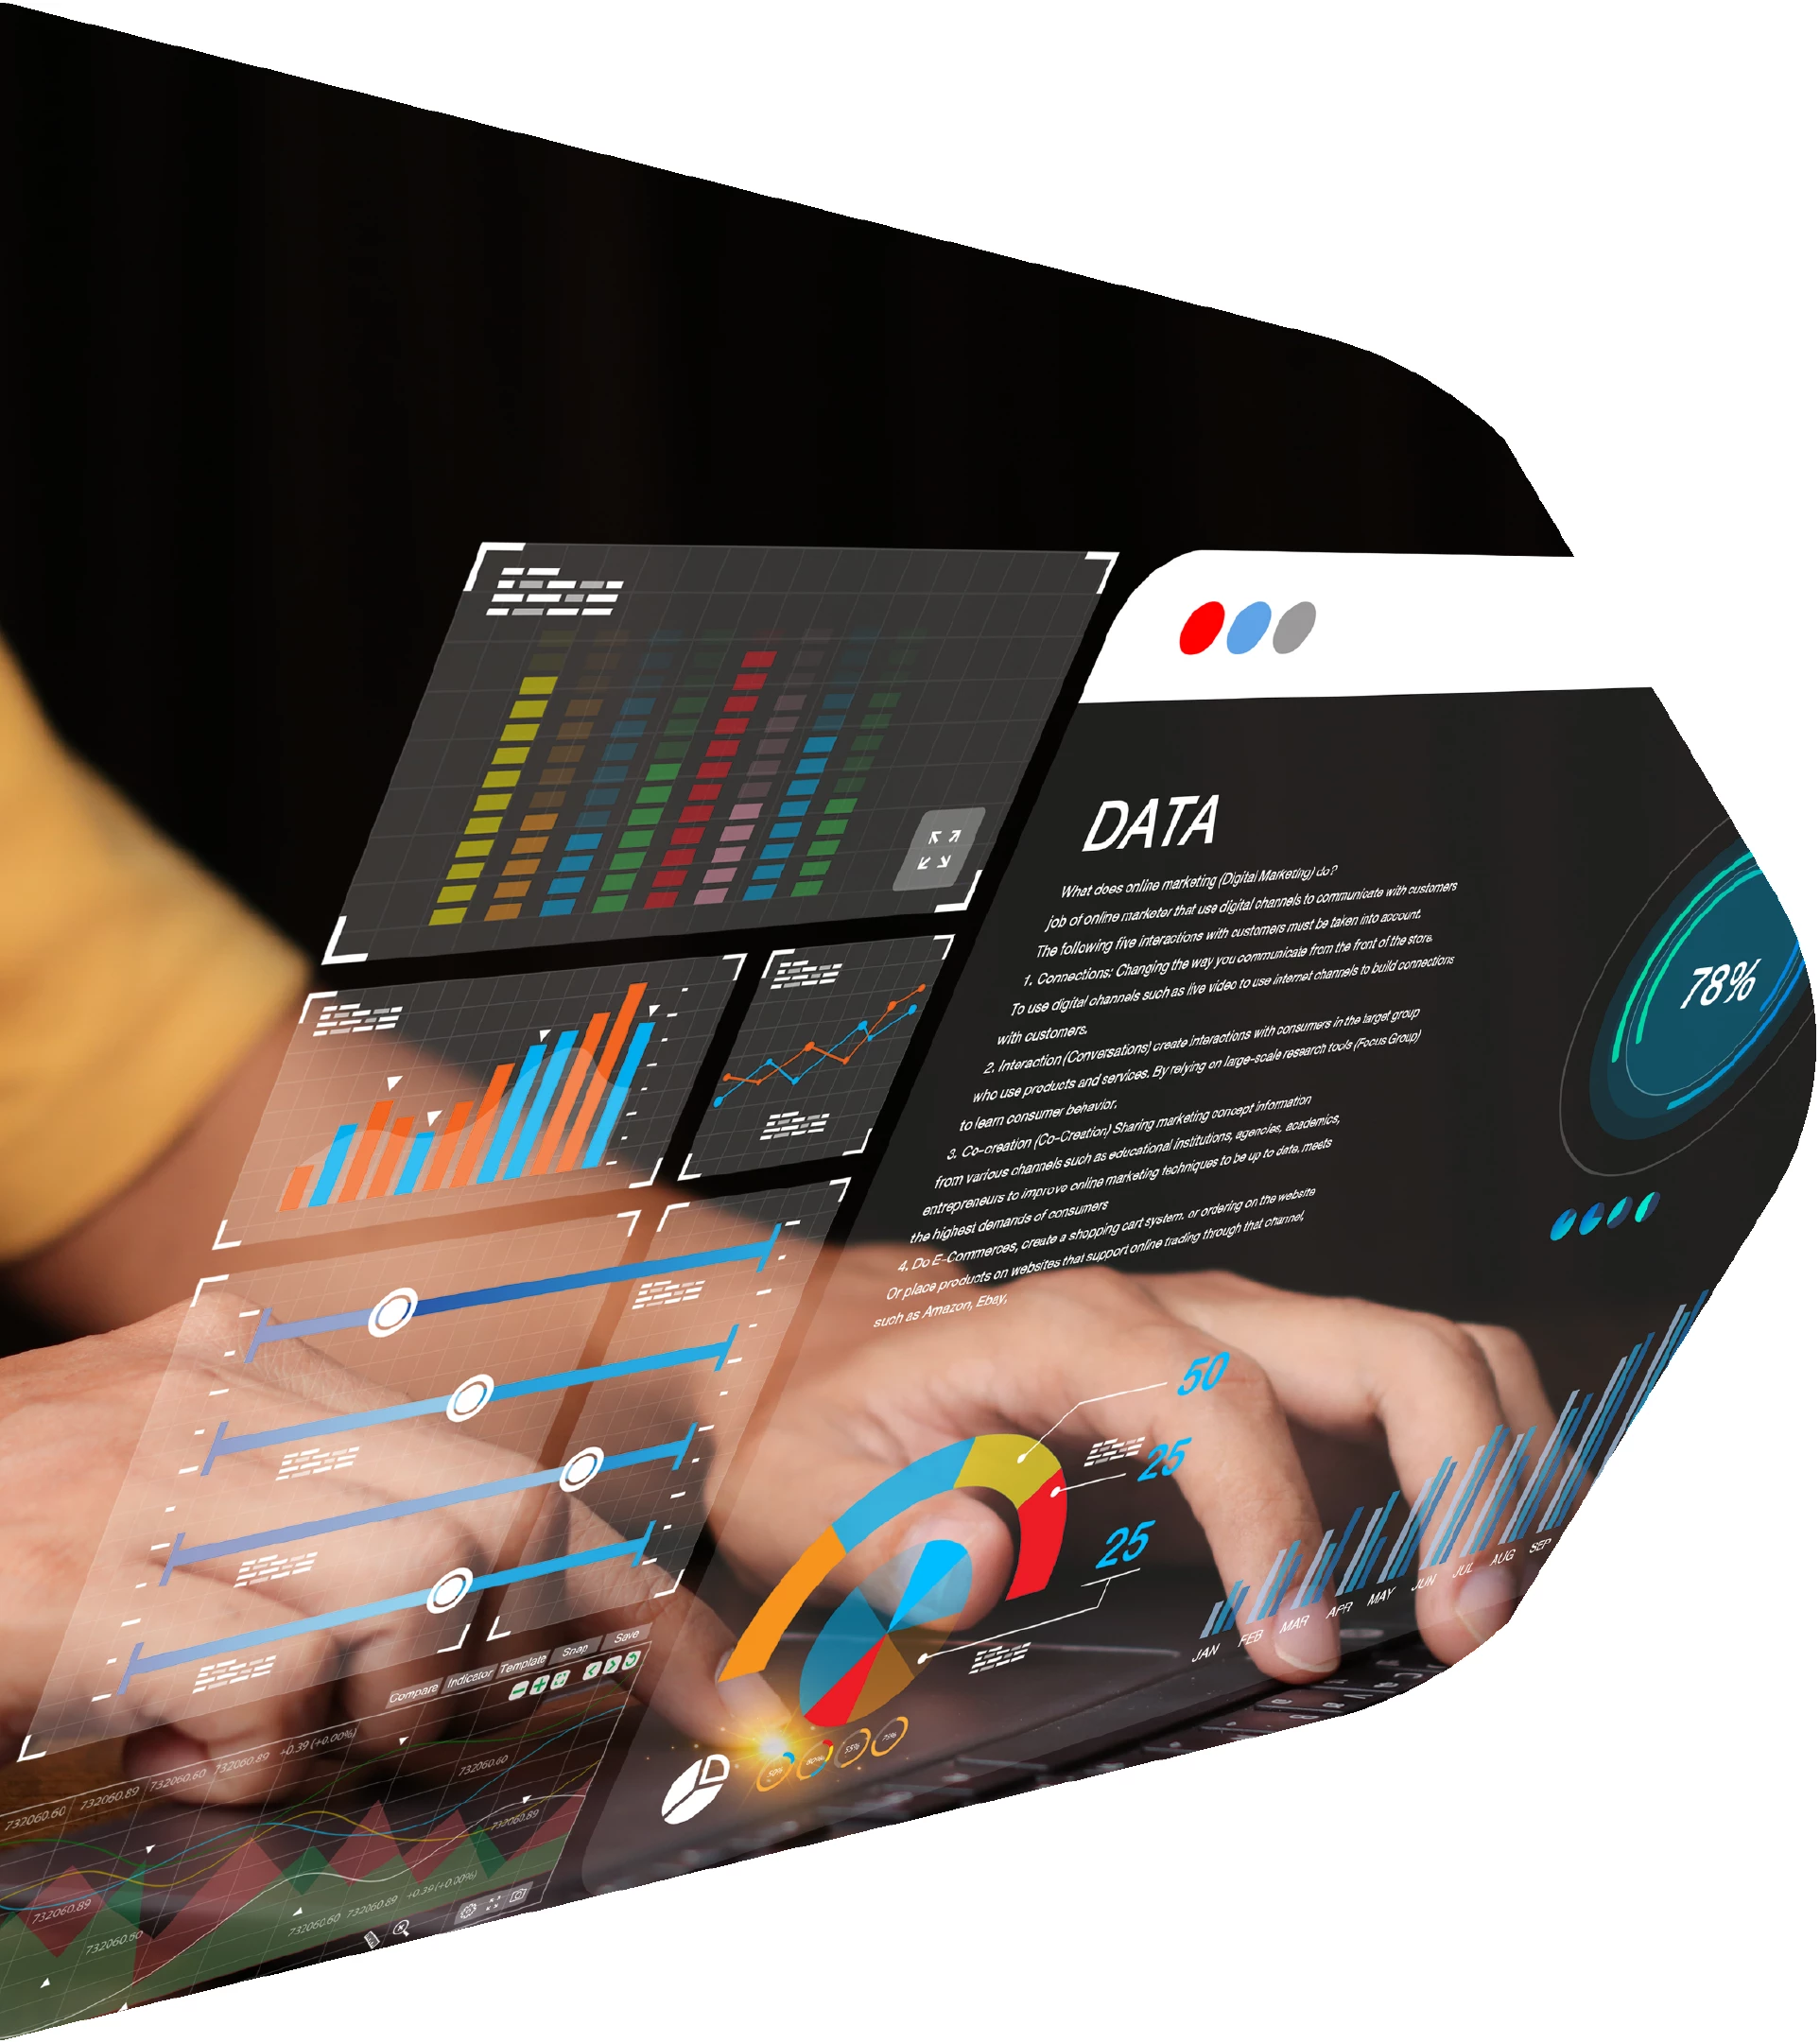 DATA
What does online marketing (Digital Marketing) do?
job of online marketer that use digital channels to communicate with customers
The following five interactions with customers must be taken into account.
1. Connections: Changing the way you communicate from the front of the store.
To use digital channels such as live video to use internet channels to build connections
with customers.
2. Interaction (Conversations) create interactions with consumers in the target group
who use products and services. By relying on large-scale research tools (Focus Group)
to learn consumer behavior.
3. Co-creation (Co-Creation) Sharing marketing concept information
from various channels such as educational institutions, agencies, academics,
entrepreneurs to improve online marketing techniques to be up to date. meets
the highest demands of consumers
4. Do E-Commerces, create a shopping cart system. or ordering on the website
Or place products on websites that support online trading through that channel,
such as Amazon, Ebay,
78%
50
25
25
JAN FEB MAR APR MAY JUN JUL AUG SEP
Compare Indicator Template Snap Save
732060.60 732060.89 732060.60 732060.89 +0.39 (+0.00%)
732060.60
732060.89
732060.89
732060.60
732060.60 732060.89 +0.39 (+0.00%)
50% 80% 55% 75%